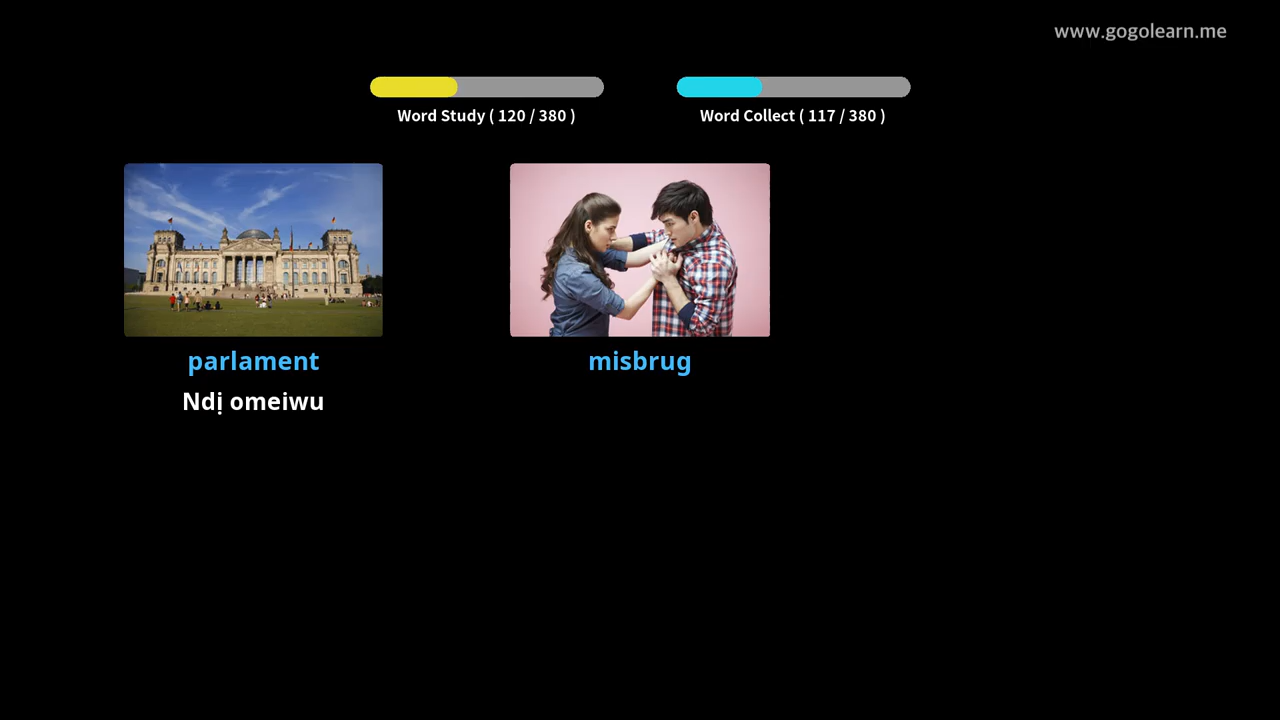 www.gogolearn.me
Word Study ( 120 / 380 )
Word Collect ( 117 / 380 )
parlament
Ndị omeiwu
misbrug